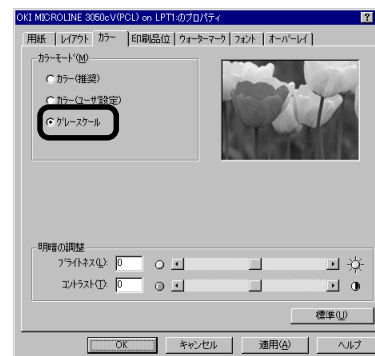 OKI MICROLINE 3050cV(PCL) on LPT1:のプロパティ
用紙 レイアウト カラー 印刷品位 ウォーターマーク フォント オーバーレイ
カラーモード(M)
カラー(推奨)
カラー(ユーザ設定)
グレースケール
明暗の調整
ブライトネス(L): 0
コントラスト(T): 0
標準(U)
OK キャンセル 適用(A) ヘルプ